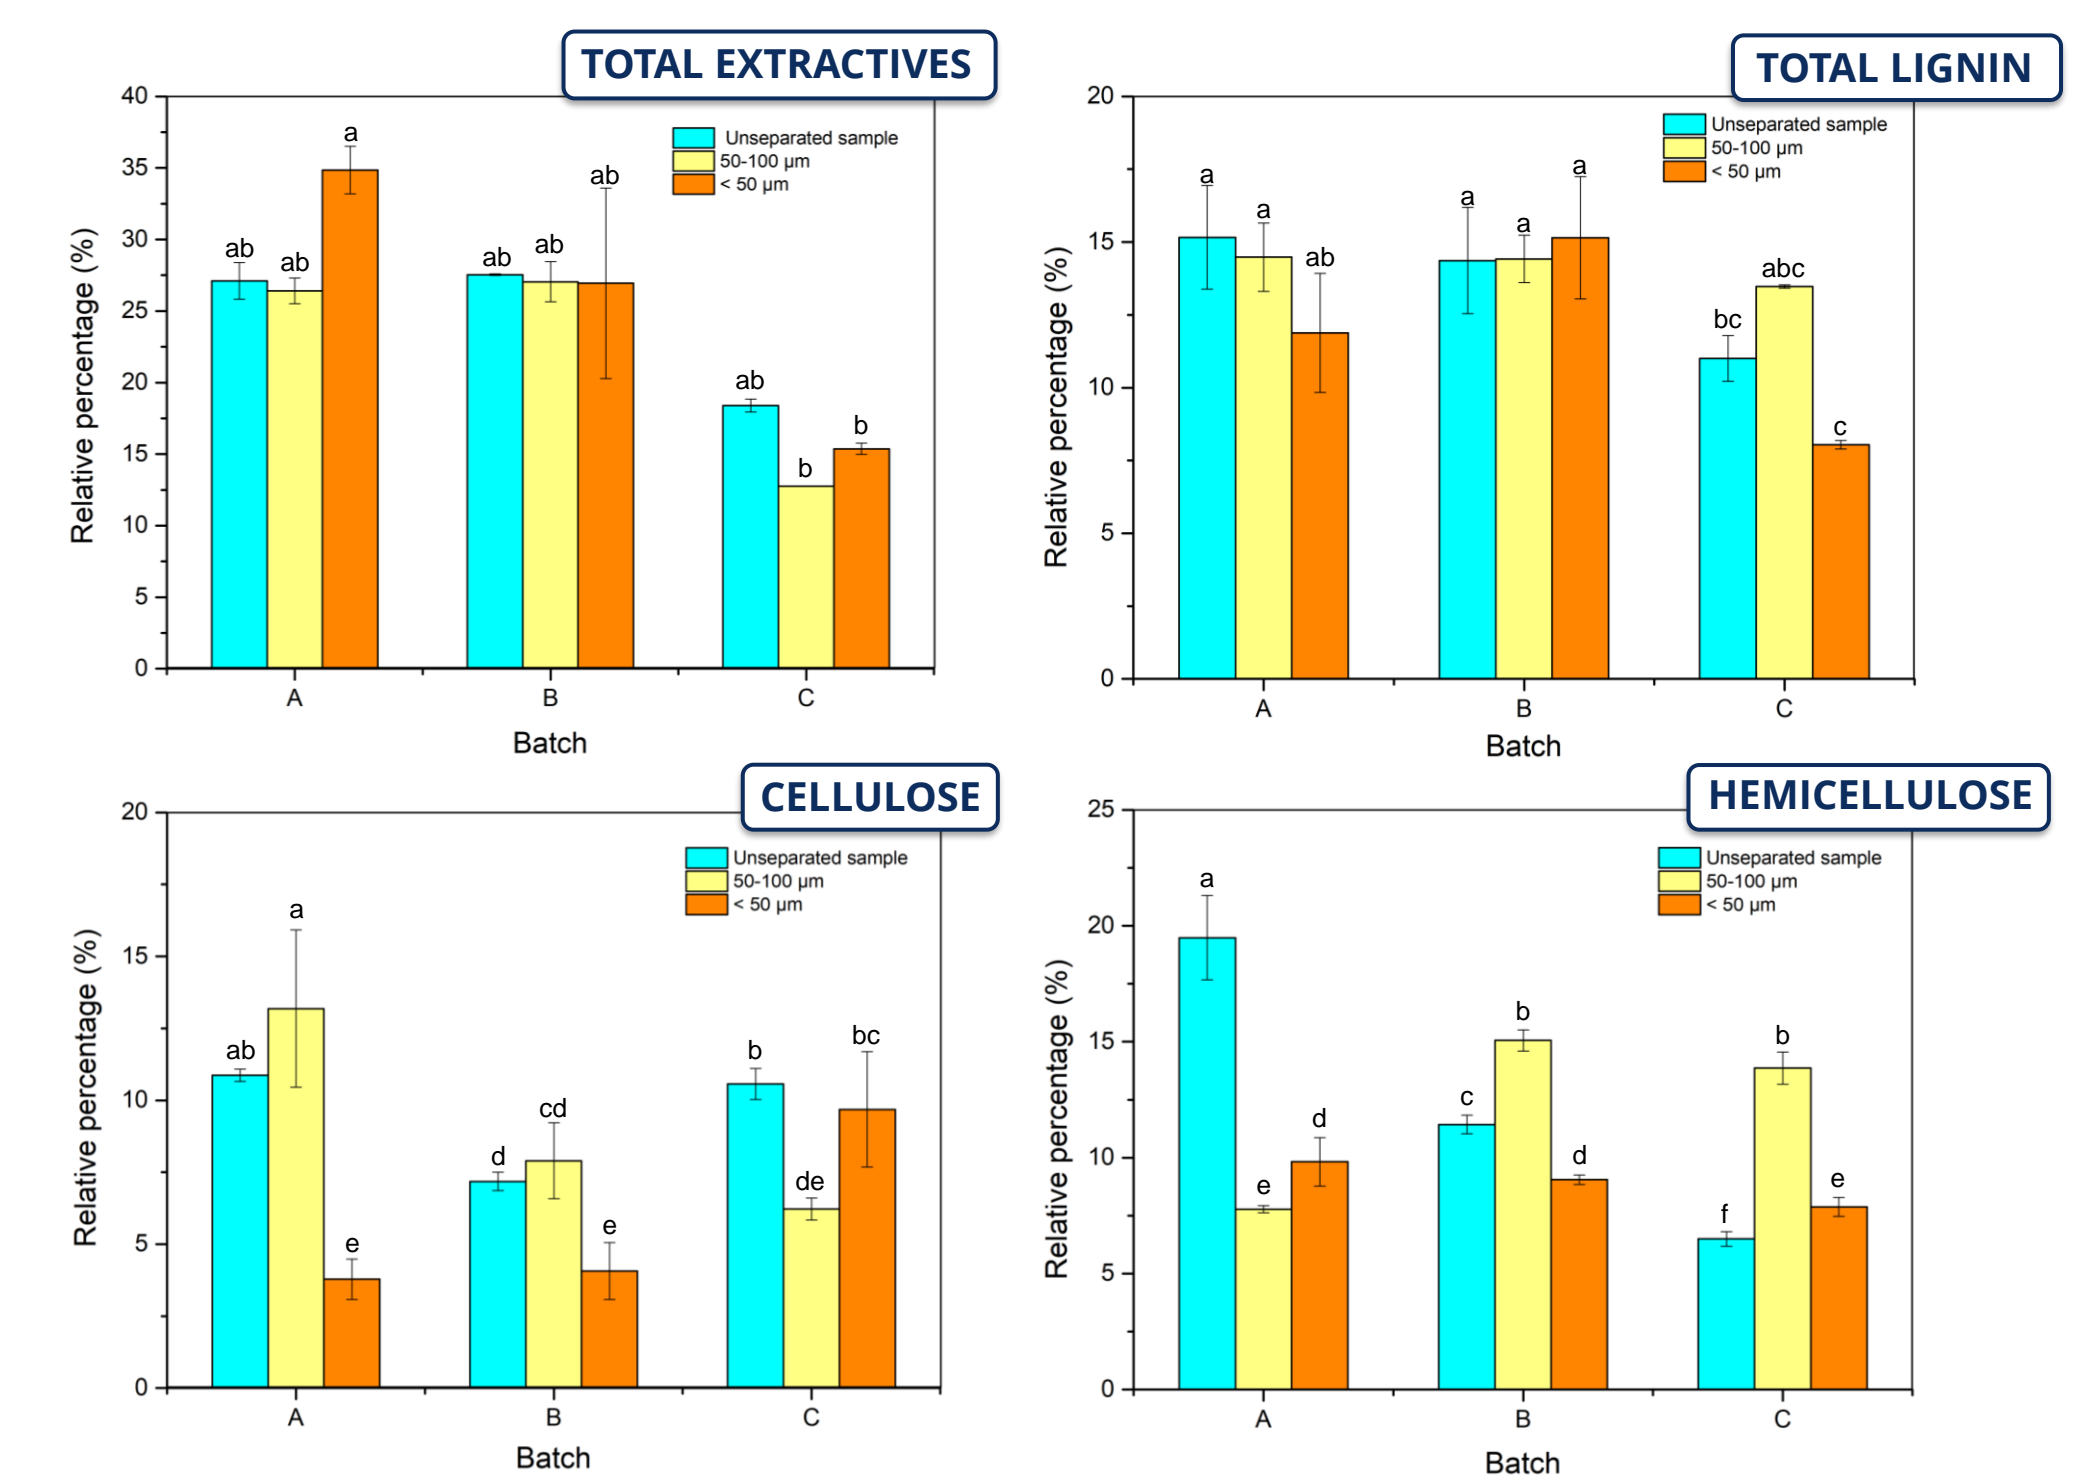 TOTAL EXTRACTIVES
40
35
30
25
20
15
10
5
0
Relative percentage (%)
Unseparated sample
50-100 µm
< 50 µm
ab
ab
a
ab
ab
ab
ab
b
b
A
B
C
Batch
TOTAL LIGNIN
20
15
10
5
0
Relative percentage (%)
Unseparated sample
50-100 µm
< 50 µm
a
a
ab
a
a
a
bc
abc
c
A
B
C
Batch
CELLULOSE
20
15
10
5
0
Relative percentage (%)
Unseparated sample
50-100 µm
< 50 µm
ab
a
e
d
cd
e
b
de
bc
A
B
C
Batch
HEMICELLULOSE
25
20
15
10
5
0
Relative percentage (%)
Unseparated sample
50-100 µm
< 50 µm
a
e
d
c
b
d
f
b
e
A
B
C
Batch